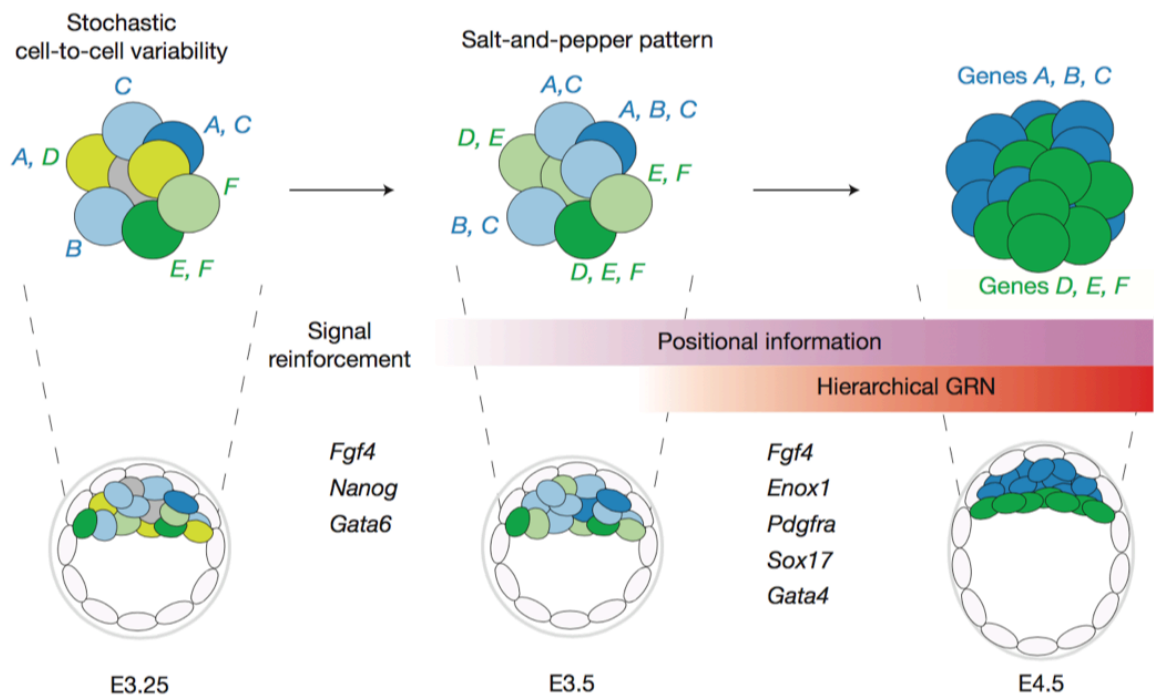 Stochastic
cell-to-cell variability
C
A, C
A, D
F
B
E, F
Salt-and-pepper pattern
A,C
A, B, C
D, E
E, F
B, C
D, E, F
Genes A, B, C
Genes D, E, F
Signal
reinforcement
Positional information
Hierarchical GRN
Fgf4
Nanog
Gata6
Fgf4
Enox1
Pdgfra
Sox17
Gata4
E3.25
E3.5
E4.5